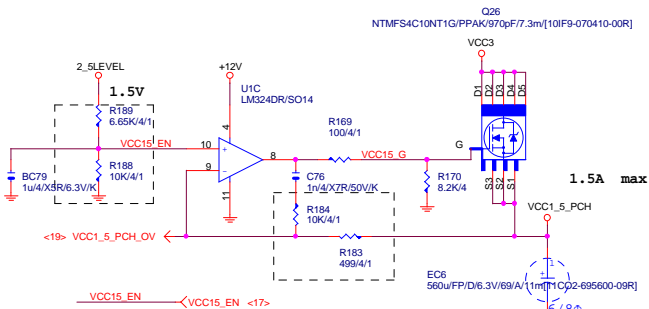 Q26
NTMFS4C10NT1G/PPAK/970pF/7.3m/[10IF9-070410-00R]
VCC3
D1 D2 D3 D4 D5
2_5LEVEL
+12V
1.5V
U1C
LM324DR/SO14
R189
6.65K/4/1
VCC15_EN
10
+
9
-
4
11
8
R169
100/4/1
VCC15_G
G
S3 S2 S1
R188
10K/4/1
BC79
1u/4/X5R/6.3V/K
C76
1n/4/X7R/50V/K
R170
8.2K/4
1.5A max
R184
10K/4/1
VCC1_5_PCH
<19> VCC1_5_PCH_OV
R183
499/4/1
EC6
560u/FP/D/6.3V/69/A/11m
1CO2-695600-09R]
1
+
VCC15_EN
VCC15_EN <17>